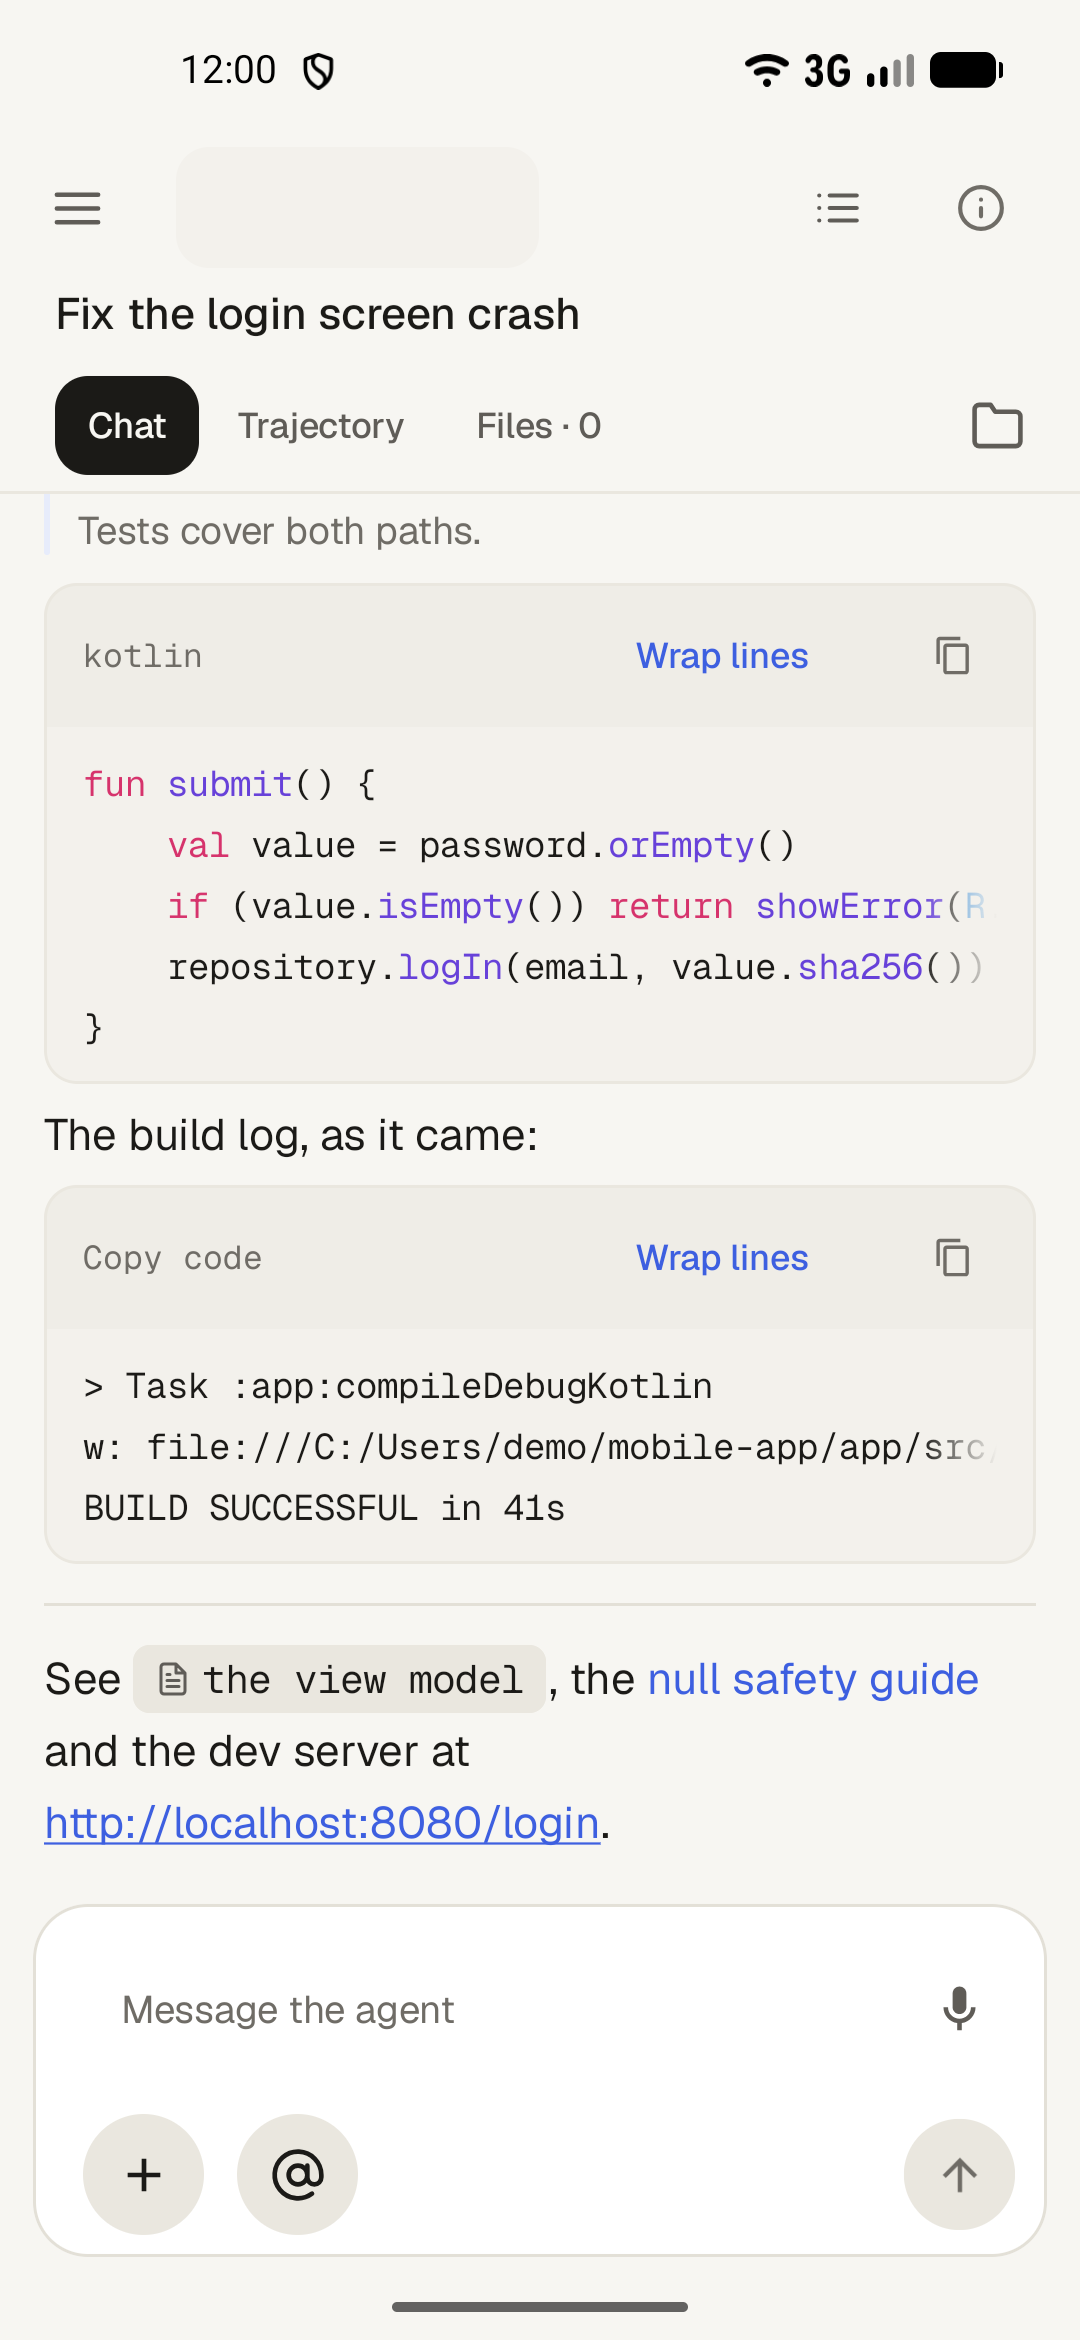 12:00
3G
Fix the login screen crash
Chat
Trajectory
Files · 0
Tests cover both paths.
kotlin
Wrap lines
fun submit() {
    val value = password.orEmpty()
    if (value.isEmpty()) return showError(R
    repository.logIn(email, value.sha256())
}
The build log, as it came:
Copy code
Wrap lines
> Task :app:compileDebugKotlin
w: file:///C:/Users/demo/mobile-app/app/src/
BUILD SUCCESSFUL in 41s
See the view model, the null safety guide
and the dev server at
http://localhost:8080/login.
Message the agent